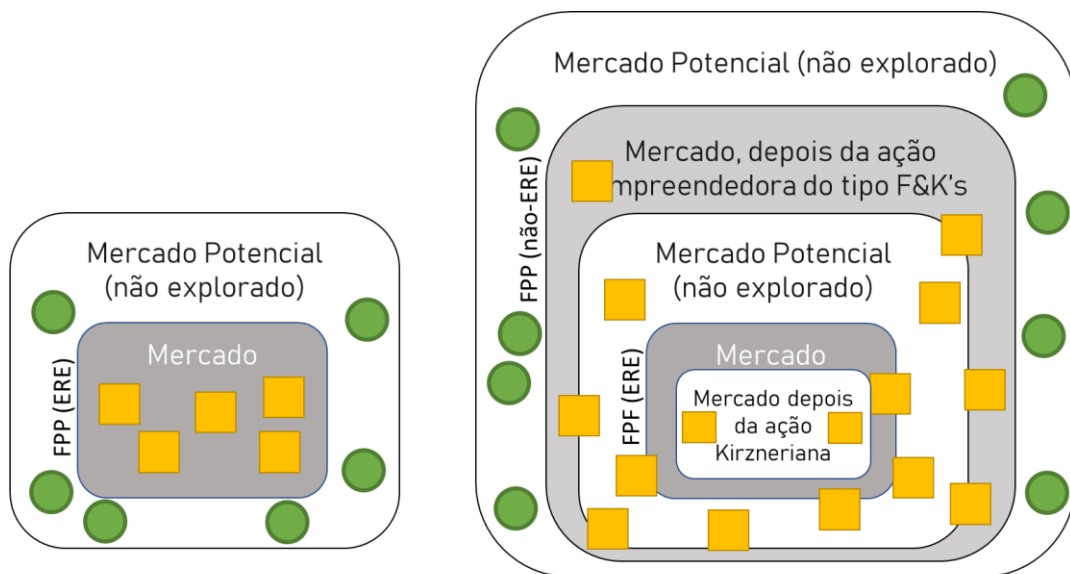 Mercado Potencial
(não explorado)
FPP (ERE)
Mercado
Mercado Potencial (não explorado)
FPP (não-ERE)
Mercado, depois da ação
mpreendedora do tipo F&K's
Mercado Potencial
(não explorado)
FPF (ERE)
Mercado
Mercado depois
da ação
Kirzneriana